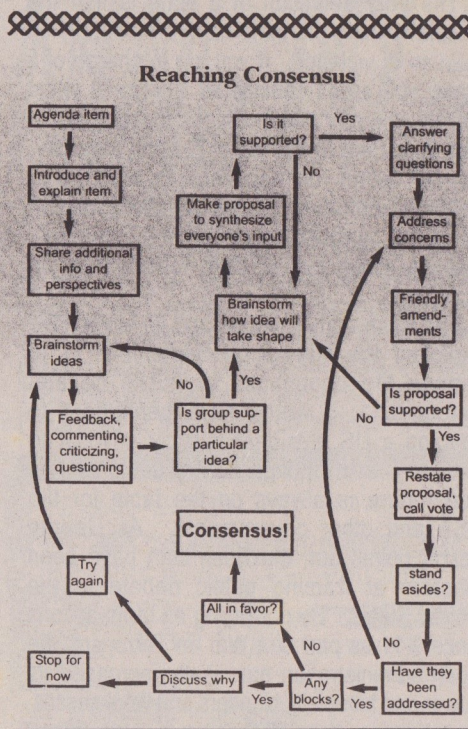 Reaching Consensus
Agenda item
Introduce and
explain item
Share additional
info and
perspectives
Brainstorm
ideas
Feedback,
commenting,
criticizing,
questioning
Is group sup-
port behind a
particular
idea?
No
Yes
Brainstorm
how idea will
take shape
Make proposal
to synthesize
everyone's input
Is it
supported?
No
Yes
Answer
clarifying
questions
Address
concerns
Friendly
amend-
ments
Is proposal
supported?
No
Yes
Restate
proposal,
call vote
stand
asides?
Have they
been
addressed?
No
Yes
Any
blocks?
No
Yes
All in favor?
Consensus!
Discuss why
Try
again
Stop for
now